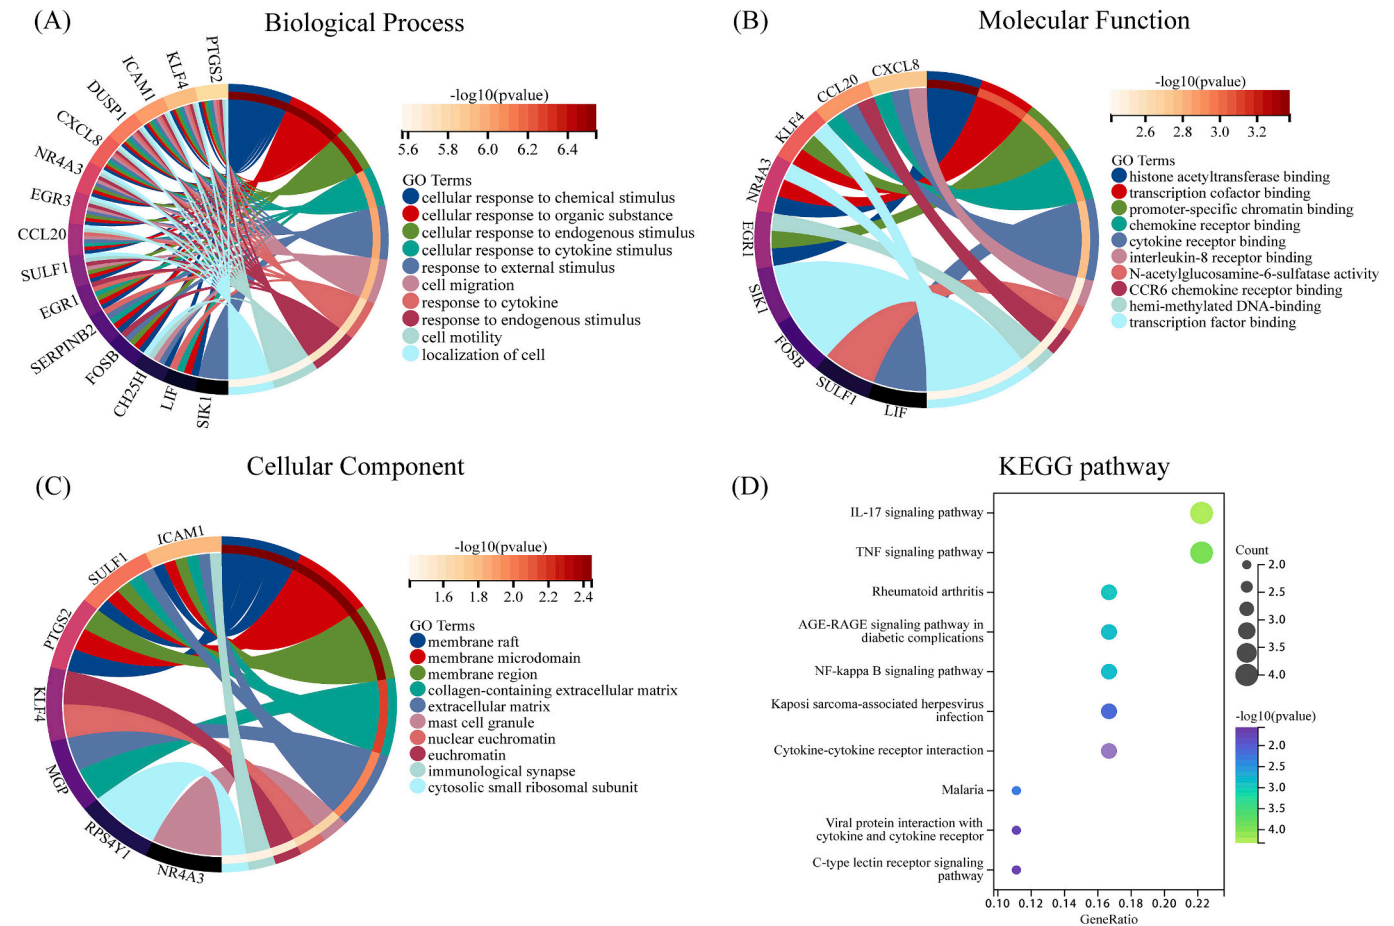 (A)
Biological Process
PTGS2
KLF4
ICAM1
DUSP1
CXCL8
NR4A3
EGR3
CCL20
SULF1
EGR1
SERPINB2
FOSB
CH25H
LIF
SIK1
-log10(pvalue)
5.6 5.8 6.0 6.2 6.4
GO Terms
cellular response to chemical stimulus
cellular response to organic substance
cellular response to endogenous stimulus
cellular response to cytokine stimulus
response to external stimulus
cell migration
response to cytokine
response to endogenous stimulus
cell motility
localization of cell
(B)
Molecular Function
CXCL8
CCL20
KLF4
NR4A3
EGR1
SIK1
FOSB
SULF1
LIF
-log10(pvalue)
2.6 2.8 3.0 3.2
GO Terms
histone acetyltransferase binding
transcription cofactor binding
promoter-specific chromatin binding
chemokine receptor binding
cytokine receptor binding
interleukin-8 receptor binding
N-acetylglucosamine-6-sulfatase activity
CCR6 chemokine receptor binding
hemi-methylated DNA-binding
transcription factor binding
(C)
Cellular Component
ICAM1
SULF1
PTGS2
KLF4
MGP
RPS4Y1
NR4A3
-log10(pvalue)
1.6 1.8 2.0 2.2 2.4
GO Terms
membrane raft
membrane microdomain
membrane region
collagen-containing extracellular matrix
extracellular matrix
mast cell granule
nuclear euchromatin
euchromatin
immunological synapse
cytosolic small ribosomal subunit
(D)
KEGG pathway
IL-17 signaling pathway
TNF signaling pathway
Rheumatoid arthritis
AGE-RAGE signaling pathway in
diabetic complications
NF-kappa B signaling pathway
Kaposi sarcoma-associated herpesvirus
infection
Cytokine-cytokine receptor interaction
Malaria
Viral protein interaction with
cytokine and cytokine receptor
C-type lectin receptor signaling
pathway
0.10 0.12 0.14 0.16 0.18 0.20 0.22
GeneRatio
Count
2.0
2.5
3.0
3.5
4.0
-log10(pvalue)
2.0
2.5
3.0
3.5
4.0